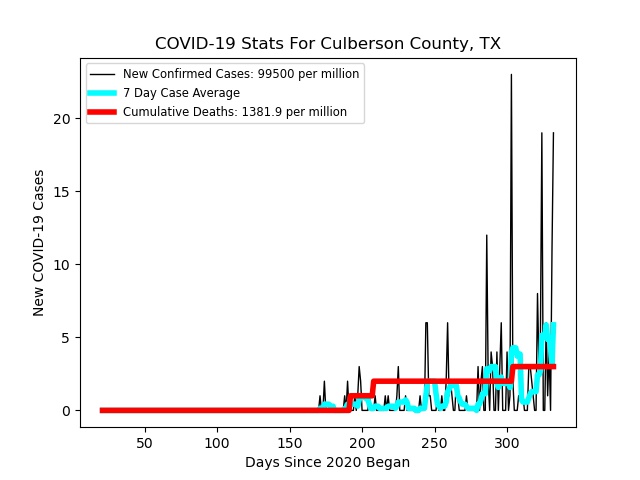 COVID-19 Stats For Culberson County, TX
New Confirmed Cases: 99500 per million
7 Day Case Average
Cumulative Deaths: 1381.9 per million
New COVID-19 Cases
20
15
10
5
0
50 100 150 200 250 300
Days Since 2020 Began